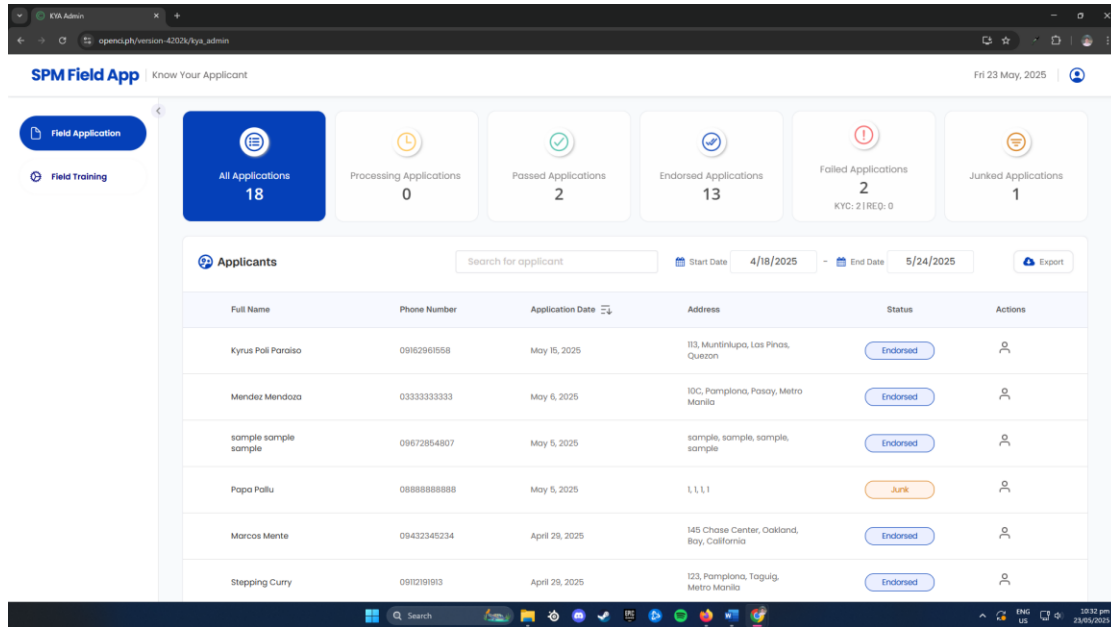 KYA Admin
openci.ph/version-4202k/kya_admin
SPM Field App Know Your Applicant Fri 23 May, 2025
Field Application
Field Training
All Applications
18
Processing Applications
0
Passed Applications
2
Endorsed Applications
13
Failed Applications
2
KYC: 2 | REQ: 0
Junked Applications
1
Applicants Search for applicant Start Date 4/18/2025 - End Date 5/24/2025 Export
Full Name Phone Number Application Date Address Status Actions
Kyrus Poli Paraiso 09162961558 May 15, 2025 113, Muntinlupa, Las Pinas,
Quezon Endorsed
Mendez Mendoza 03333333333 May 6, 2025 10C, Pamplona, Pasay, Metro
Manila Endorsed
sample sample
sample 09672854807 May 5, 2025 sample, sample, sample,
sample Endorsed
Papa Pallu 08888888888 May 5, 2025 1, 1, 1, 1 Junk
Marcos Mente 09432345234 April 29, 2025 145 Chase Center, Oakland,
Bay, California Endorsed
Stepping Curry 09112191913 April 29, 2025 123, Pamplona, Taguig,
Metro Manila Endorsed
Search
ENG
US
10:32 pm
23/05/2025